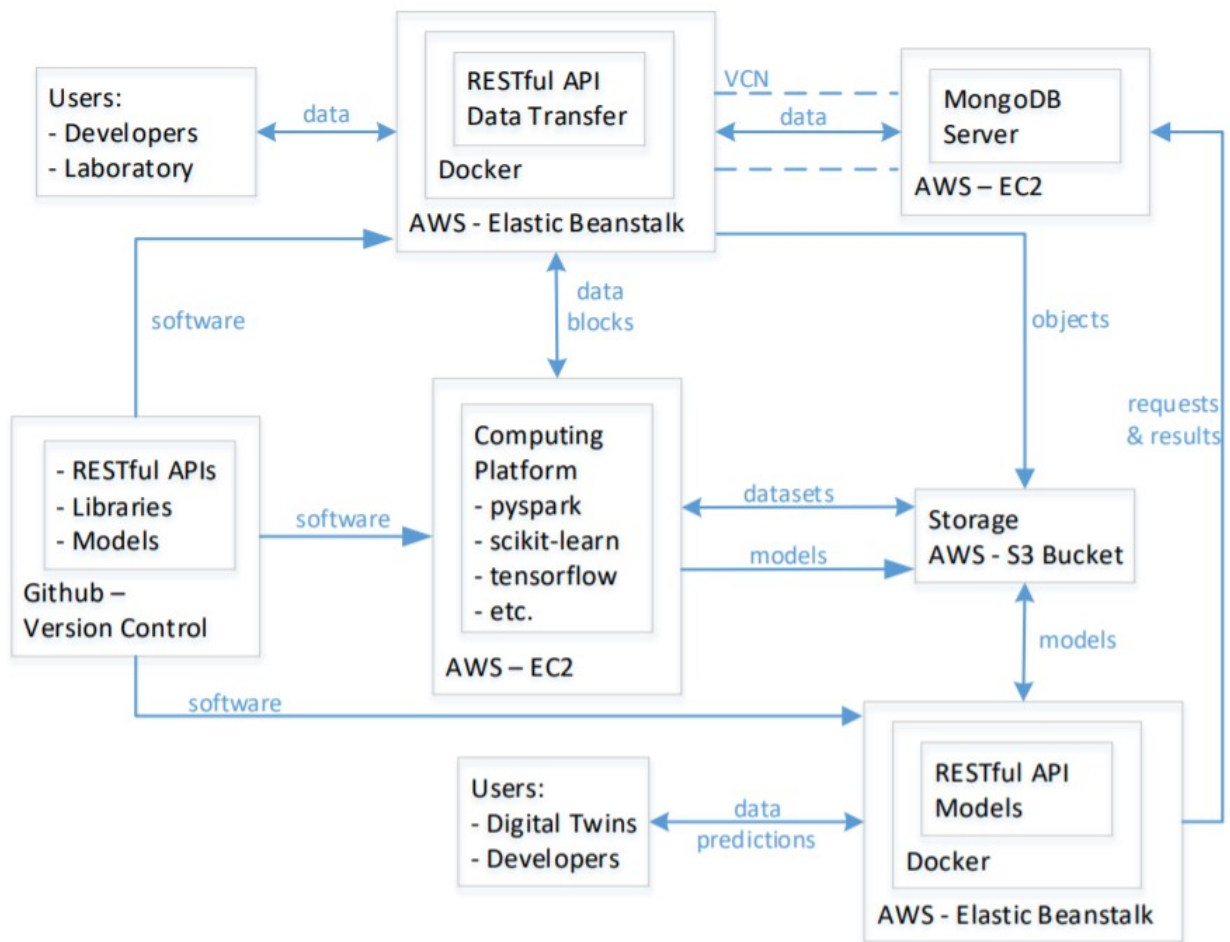 Users:
- Developers
- Laboratory
data
RESTful API
Data Transfer
Docker
AWS - Elastic Beanstalk
VCN
data
MongoDB
Server
AWS – EC2
software
data
blocks
objects
requests
& results
- RESTful APIs
- Libraries
- Models
Github –
Version Control
software
Computing
Platform
- pyspark
- scikit-learn
- tensorflow
- etc.
AWS – EC2
datasets
models
Storage
AWS - S3 Bucket
models
software
Users:
- Digital Twins
- Developers
data
predictions
RESTful API
Models
Docker
AWS - Elastic Beanstalk